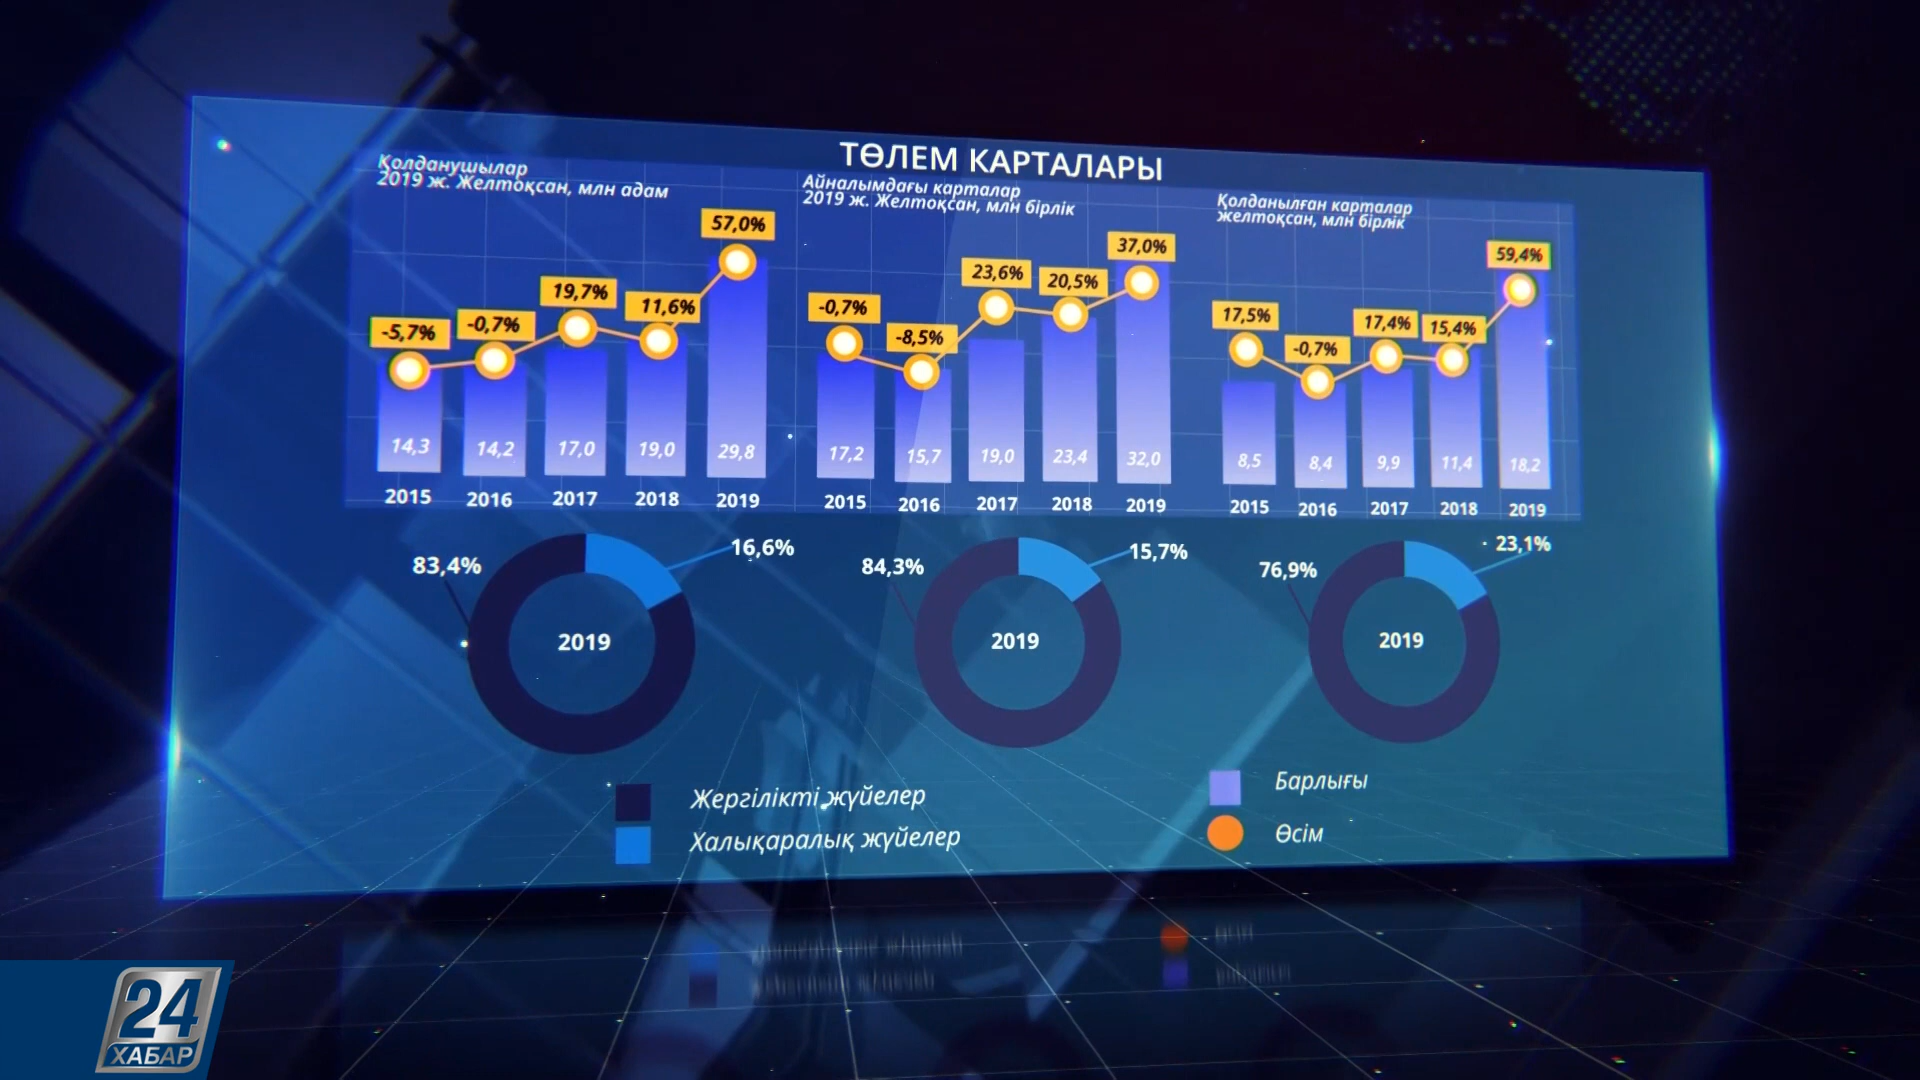 ТӨЛЕМ КАРТАЛАРЫ
Қолданушылар
2019 ж. Желтоқсан, млн адам
-5,7% -0,7% 19,7% 11,6% 57,0%
14,3 14,2 17,0 19,0 29,8
2015 2016 2017 2018 2019
Айналымдағы карталар
2019 ж. Желтоқсан, млн бірлік
-0,7% -8,5% 23,6% 20,5% 37,0%
17,2 15,7 19,0 23,4 32,0
2015 2016 2017 2018 2019
Қолданылған карталар
желтоқсан, млн бірлік
17,5% -0,7% 17,4% 15,4% 59,4%
8,5 8,4 9,9 11,4 18,2
2015 2016 2017 2018 2019
83,4% 16,6%
2019
84,3% 15,7%
2019
76,9% 23,1%
2019
Жергілікті жүйелер
Халықаралық жүйелер
Барлығы
Өсім
24
ХАБАР